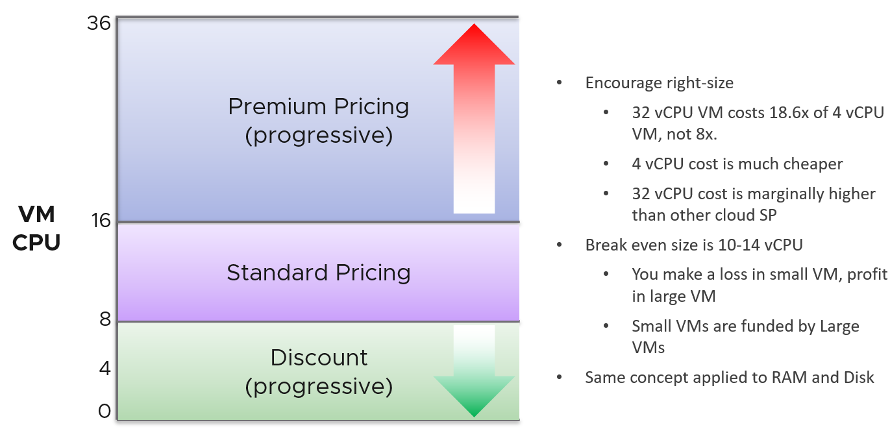 36
Premium Pricing
(progressive)
VM
CPU
16
Standard Pricing
8
Discount
(progressive)
4
0
• Encourage right-size
• 32 vCPU VM costs 18.6x of 4 vCPU
VM, not 8x.
• 4 vCPU cost is much cheaper
• 32 vCPU cost is marginally higher
than other cloud SP
• Break even size is 10-14 vCPU
• You make a loss in small VM, profit
in large VM
• Small VMs are funded by Large
VMs
• Same concept applied to RAM and Disk